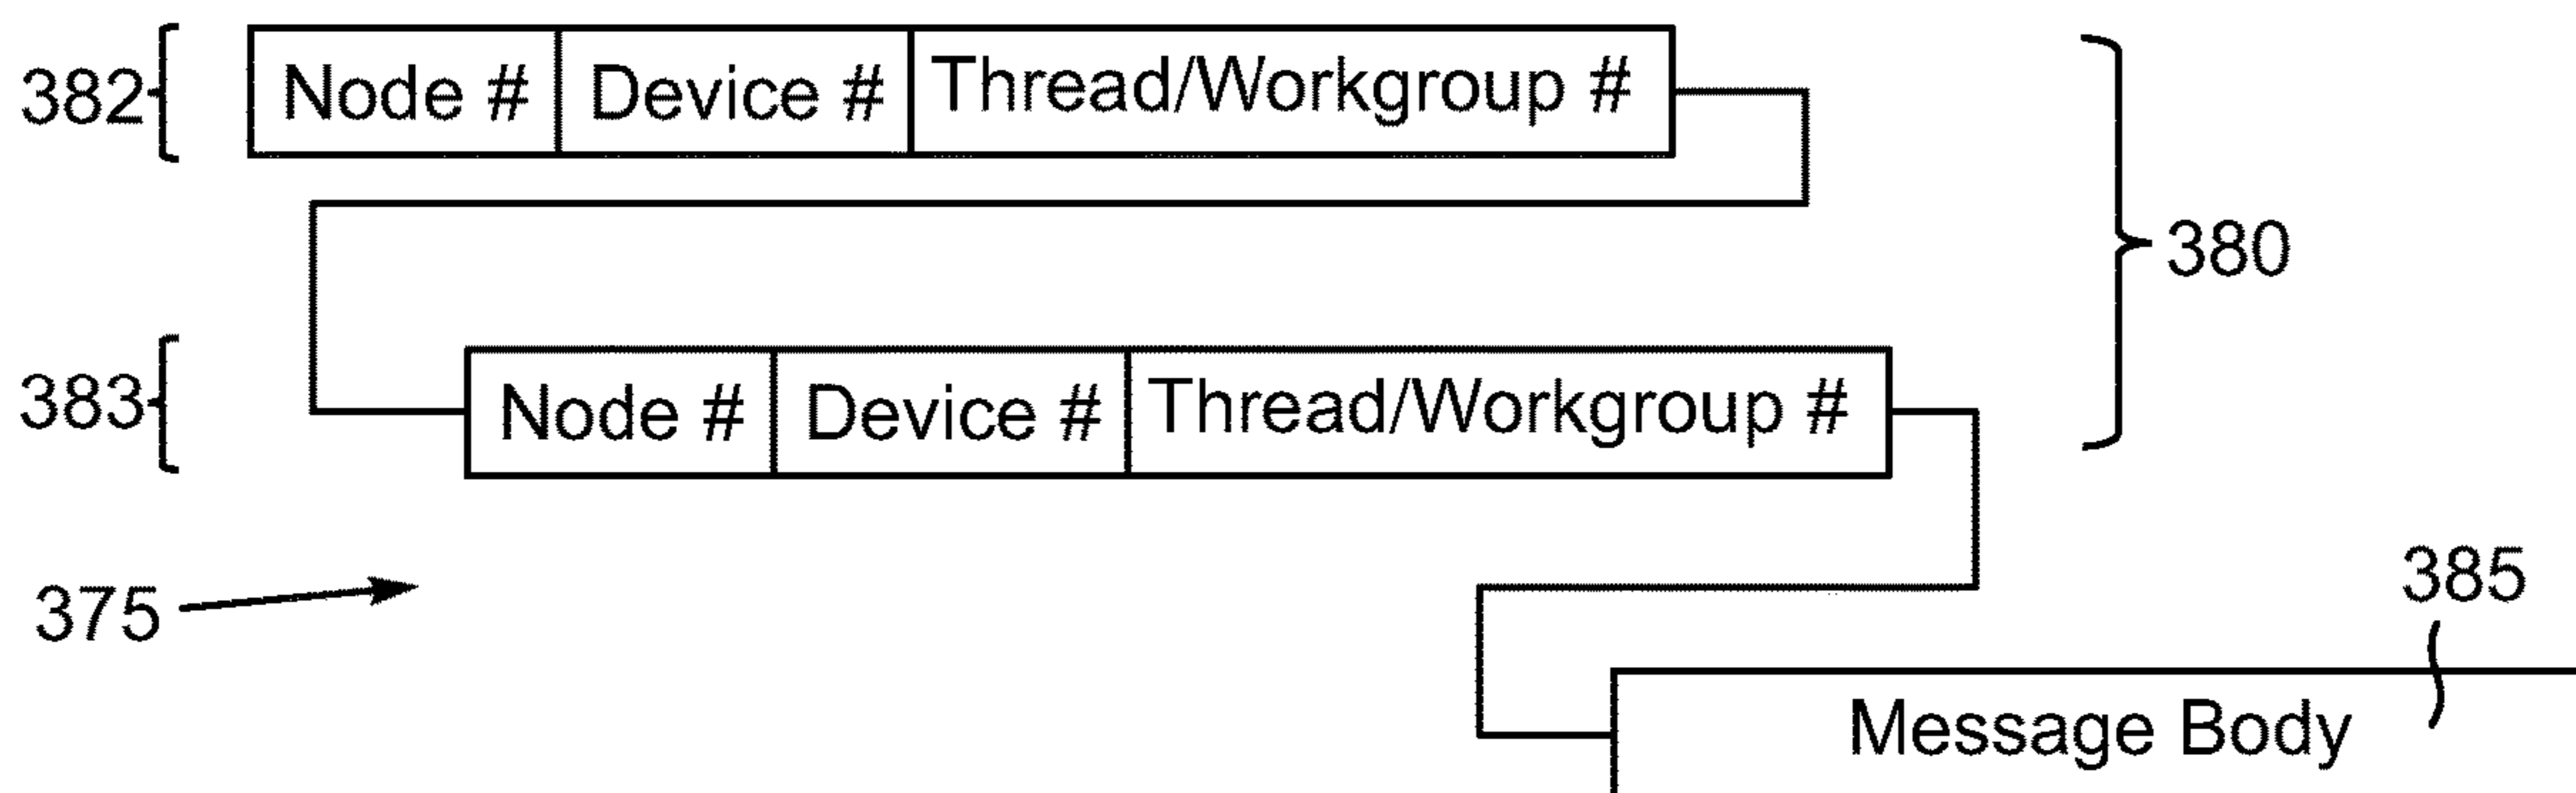 382 Node # Device # Thread/Workgroup #
380
383 Node # Device # Thread/Workgroup #
375
385
Message Body